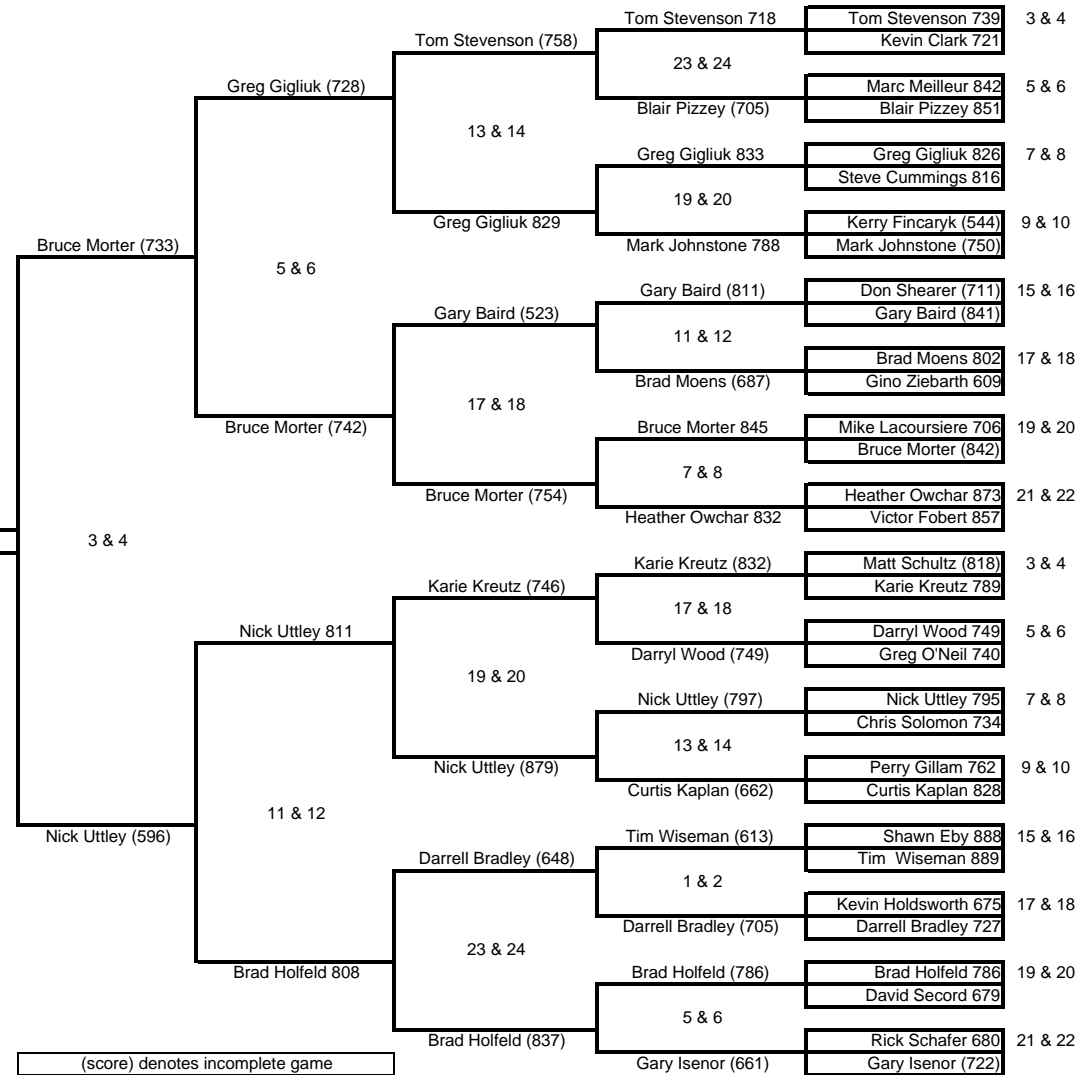 Tom Stevenson 718
Tom Stevenson 739
3 & 4
Tom Stevenson (758)
Kevin Clark 721
23 & 24
Greg Gigliuk (728)
Marc Meilleur 842
5 & 6
Blair Pizzey (705)
Blair Pizzey 851
13 & 14
Greg Gigliuk 833
Greg Gigliuk 826
7 & 8
Steve Cummings 816
19 & 20
Greg Gigliuk 829
Kerry Fincaryk (544)
9 & 10
Bruce Morter (733)
Mark Johnstone 788
Mark Johnstone (750)
5 & 6
Gary Baird (811)
Don Shearer (711)
15 & 16
Gary Baird (523)
Gary Baird (841)
11 & 12
Brad Moens 802
17 & 18
Brad Moens (687)
Gino Ziebarth 609
17 & 18
Bruce Morter (742)
Bruce Morter 845
Mike Lacoursiere 706
19 & 20
Bruce Morter (842)
7 & 8
Bruce Morter (754)
Heather Owchar 873
21 & 22
Heather Owchar 832
Victor Fobert 857
3 & 4
Karie Kreutz (832)
Matt Schultz (818)
3 & 4
Karie Kreutz (746)
Karie Kreutz 789
17 & 18
Nick Uttley 811
Darryl Wood 749
5 & 6
Darryl Wood (749)
Greg O'Neil 740
19 & 20
Nick Uttley (797)
Nick Uttley 795
7 & 8
Chris Solomon 734
13 & 14
Nick Uttley (879)
Perry Gillam 762
9 & 10
Curtis Kaplan (662)
Curtis Kaplan 828
11 & 12
Nick Uttley (596)
Tim Wiseman (613)
Shawn Eby 888
15 & 16
Darrell Bradley (648)
Tim Wiseman 889
1 & 2
Kevin Holdsworth 675
17 & 18
Darrell Bradley (705)
Darrell Bradley 727
23 & 24
Brad Holfeld 808
Brad Holfeld (786)
Brad Holfeld 786
19 & 20
David Secord 679
5 & 6
Brad Holfeld (837)
Rick Schafer 680
21 & 22
(score) denotes incomplete game
Gary Isenor (661)
Gary Isenor (722)